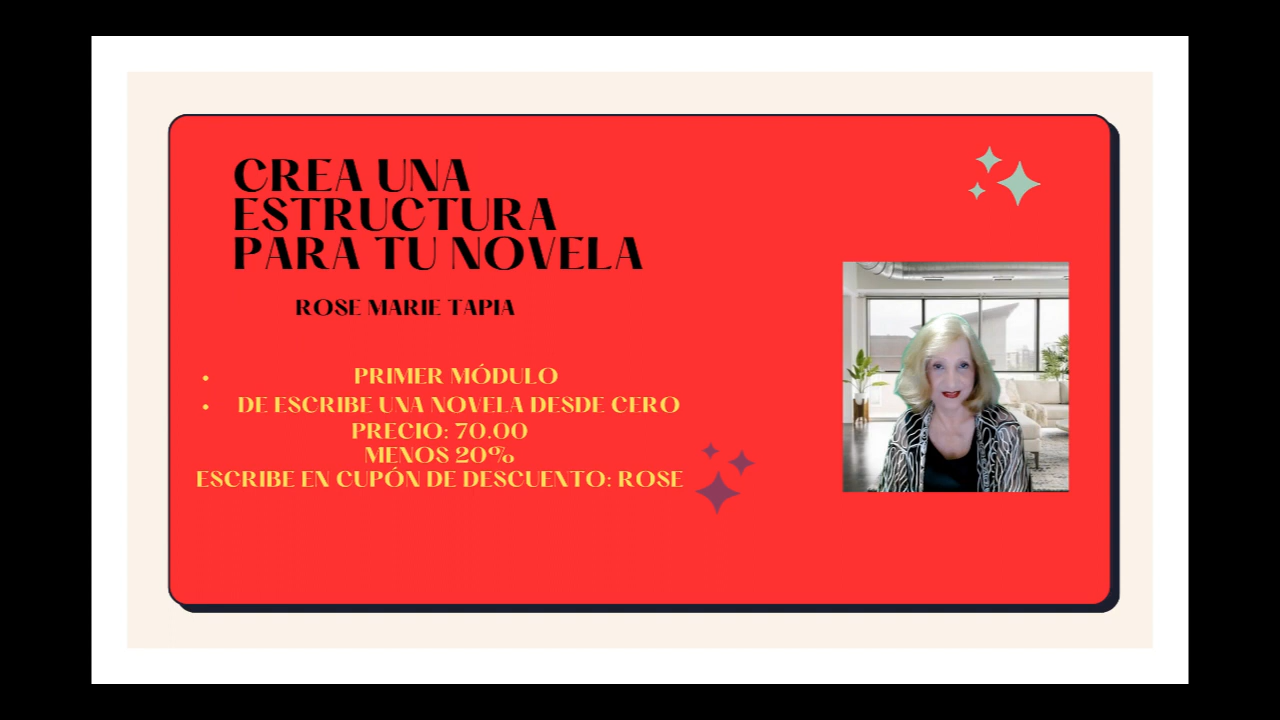 CREA UNA
ESTRUCTURA
PARA TU NOVELA
ROSE MARIE TAPIA
• PRIMER MÓDULO
• DE ESCRIBE UNA NOVELA DESDE CERO
PRECIO: 70.00
MENOS 20%
ESCRIBE EN CUPÓN DE DESCUENTO: ROSE